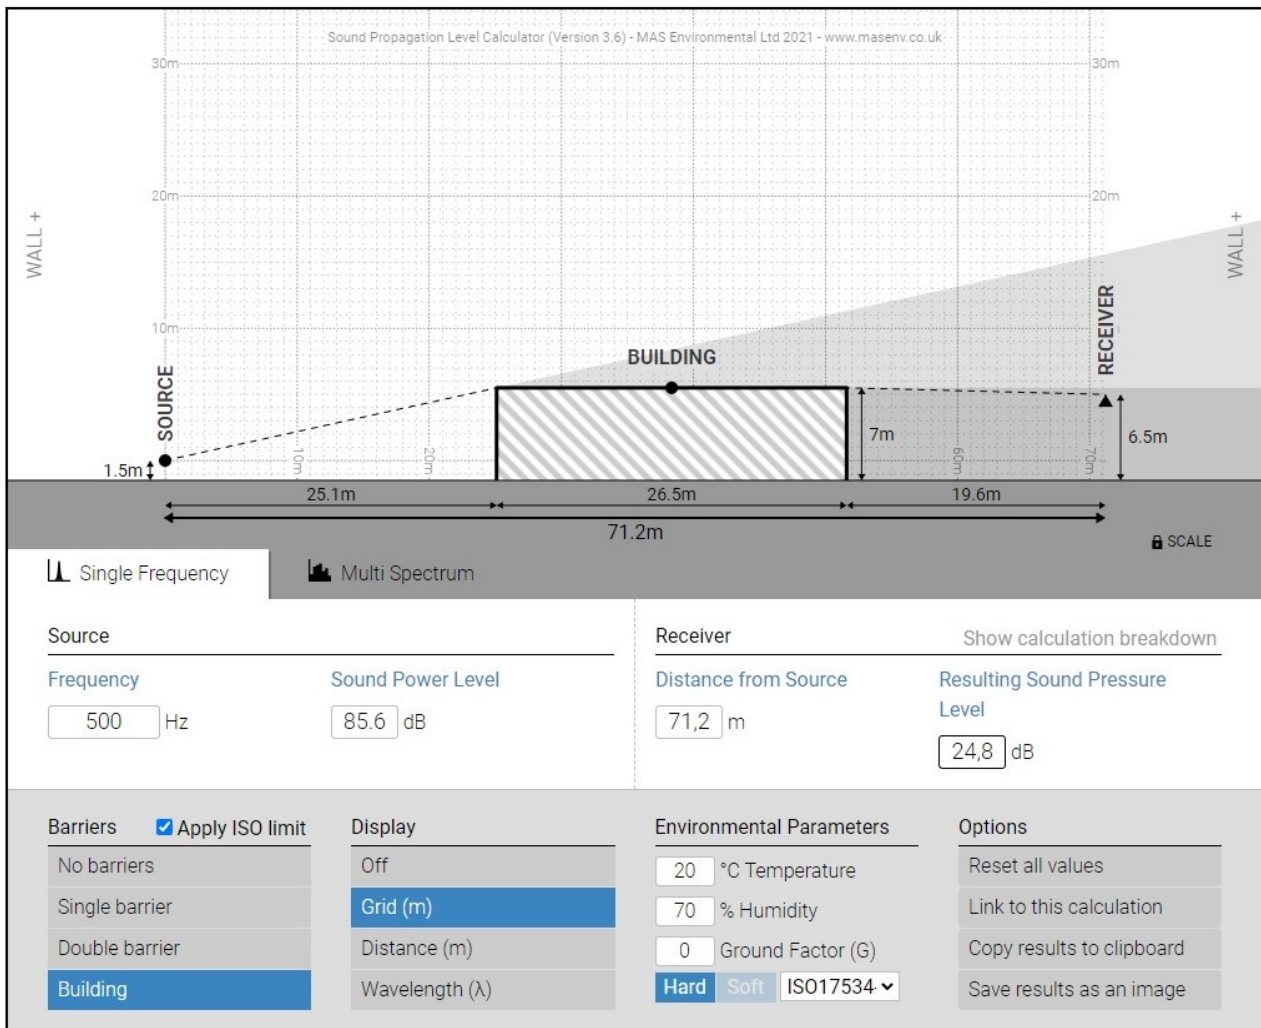 Sound Propagation Level Calculator (Version 3.6) - MAS Environmental Ltd 2021 - www.masenv.co.uk
30m
30m
20m
20m
WALL +
WALL +
10m
10m
SOURCE
BUILDING
RECEIVER
10m
20m
60m
70m
1.5m
7m
6.5m
25.1m
26.5m
19.6m
71.2m
SCALE
Single Frequency
Multi Spectrum
Source
Receiver
Show calculation breakdown
Frequency
Sound Power Level
Distance from Source
Resulting Sound Pressure
Level
500 Hz
85.6 dB
71,2 m
24,8 dB
Barriers
Apply ISO limit
Display
Environmental Parameters
Options
No barriers
Off
20 °C Temperature
Reset all values
Single barrier
Grid (m)
70 % Humidity
Link to this calculation
Double barrier
Distance (m)
0 Ground Factor (G)
Copy results to clipboard
Building
Wavelength (λ)
Hard Soft ISO17534-
Save results as an image